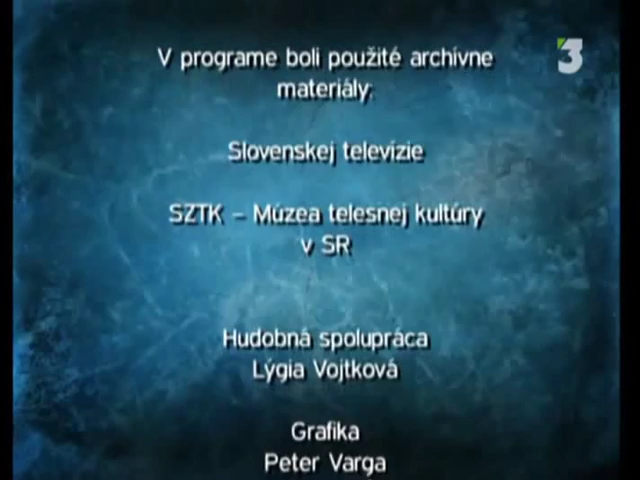 V programe boli použité archívne
materiály:
3
Slovenskej televízie
SZTK – Múzea telesnej kultúry
v SR
Hudobná spolupráca
Lýgia Vojtková
Grafika
Peter Varga